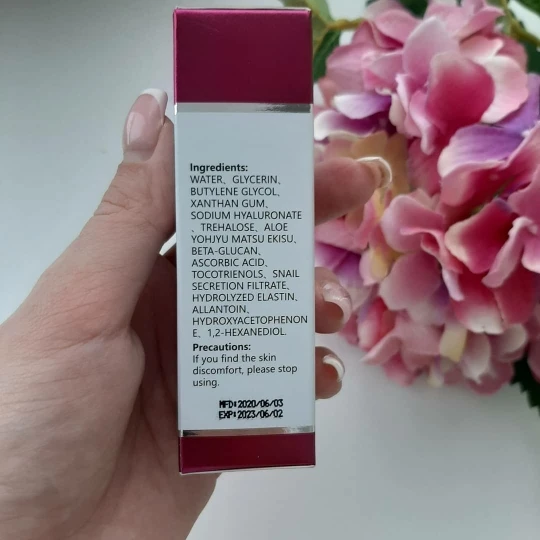 Ingredients:
WATER、GLYCERIN、
BUTYLENE GLYCOL、
XANTHAN GUM、
SODIUM HYALURONATE
、TREHALOSE、ALOE
YOHJYU MATSU EKISU、
BETA-GLUCAN、
ASCORBIC ACID、
TOCOTRIENOLS、SNAIL
SECRETION FILTRATE、
HYDROLYZED ELASTIN、
ALLANTOIN、
HYDROXYACETOPHENON
E、1,2-HEXANEDIOL.
Precautions:
If you find the skin
discomfort, please stop
using.
MFD:2020/06/03
EXP:2023/06/02